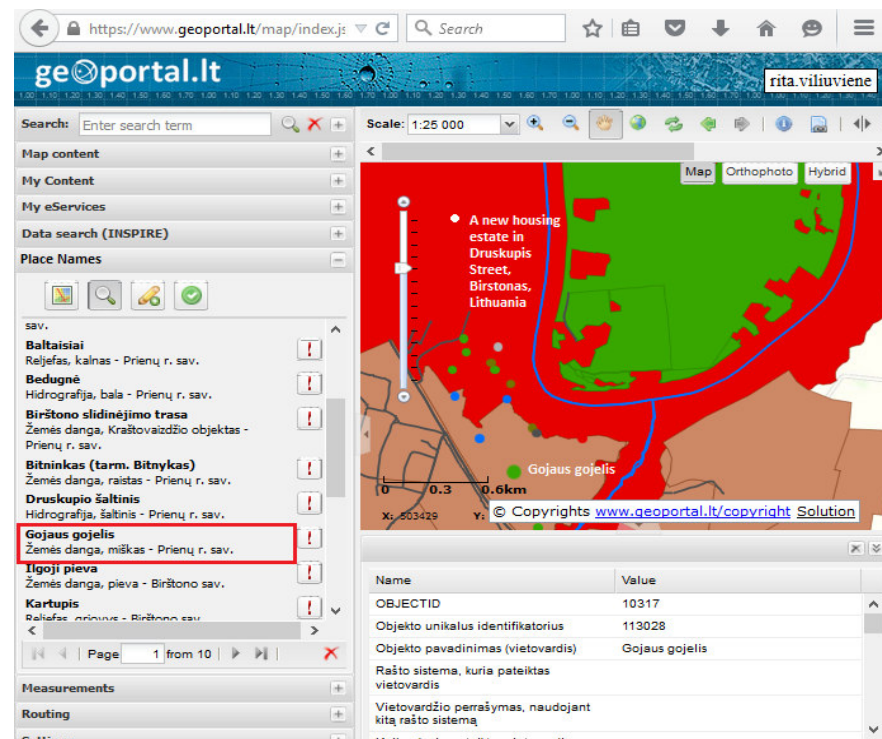 https://www.geoportal.lt/map/index.js
Search
ge portal.lt
rita.viliuviene
Search: Enter search term
Map content
My Content
My eServices
Data search (INSPIRE)
Place Names
sav.
Baltaisiai
Reljefas, kalnas - Prienų r. sav.
Bedugnė
Hidrografija, bala - Prienų r. sav.
Birštono slidinėjimo trasa
Žemės danga, Kraštovaizdžio objektas -
Prienų r. sav.
Bitninkas (tarm. Bitnykas)
Žemės danga, raistas - Prienų r. sav.
Druskupio šaltinis
Hidrografija, šaltinis - Prienų r. sav.
Gojaus gojelis
Žemės danga, miškas - Prienų r. sav.
Ilgoji pieva
Žemės danga, pieva - Birštono sav.
Kartupis
Reljefas, griovys - Birštono sav.
Page 1 from 10
Measurements
Routing
Scale: 1:25 000
Map Orthophoto Hybrid
A new housing
estate in
Druskupis
Street,
Birstonas,
Lithuania
Gojaus gojelis
0 0.3 0.6km
X: 503429 Y:
© Copyrights www.geoportal.lt/copyright Solution
Name Value
OBJECTID 10317
Objekto unikalus identifikatorius 113028
Objekto pavadinimas (vietovardis) Gojaus gojelis
Rašto sistema, kuria pateiktas
vietovardis
Vietovardžio perrašymas, naudojant
kitą rašto sistemą